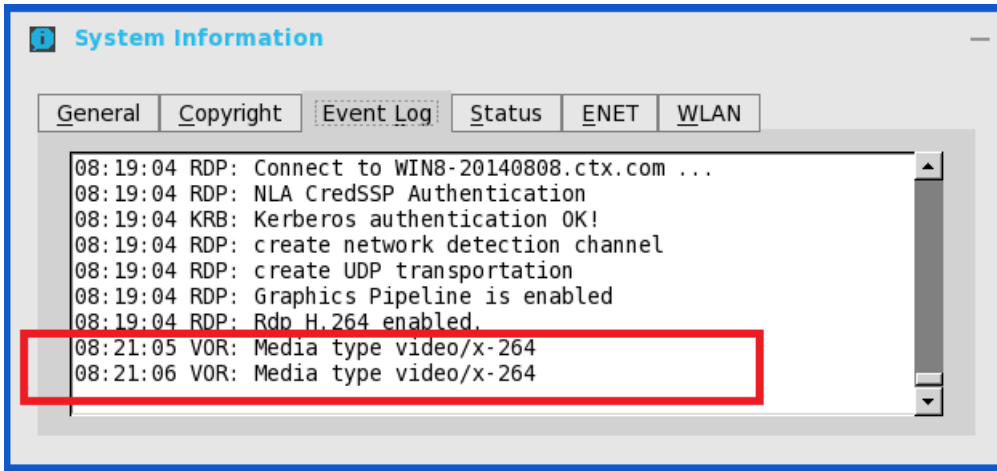 System Information
General Copyright Event Log Status ENET WLAN
08:19:04 RDP: Connect to WIN8-20140808.ctx.com ...
08:19:04 RDP: NLA CredSSP Authentication
08:19:04 KRB: Kerberos authentication OK!
08:19:04 RDP: create network detection channel
08:19:04 RDP: create UDP transportation
08:19:04 RDP: Graphics Pipeline is enabled
08:19:04 RDP: Rdp H.264 enabled.
08:21:05 VOR: Media type video/x-264
08:21:06 VOR: Media type video/x-264